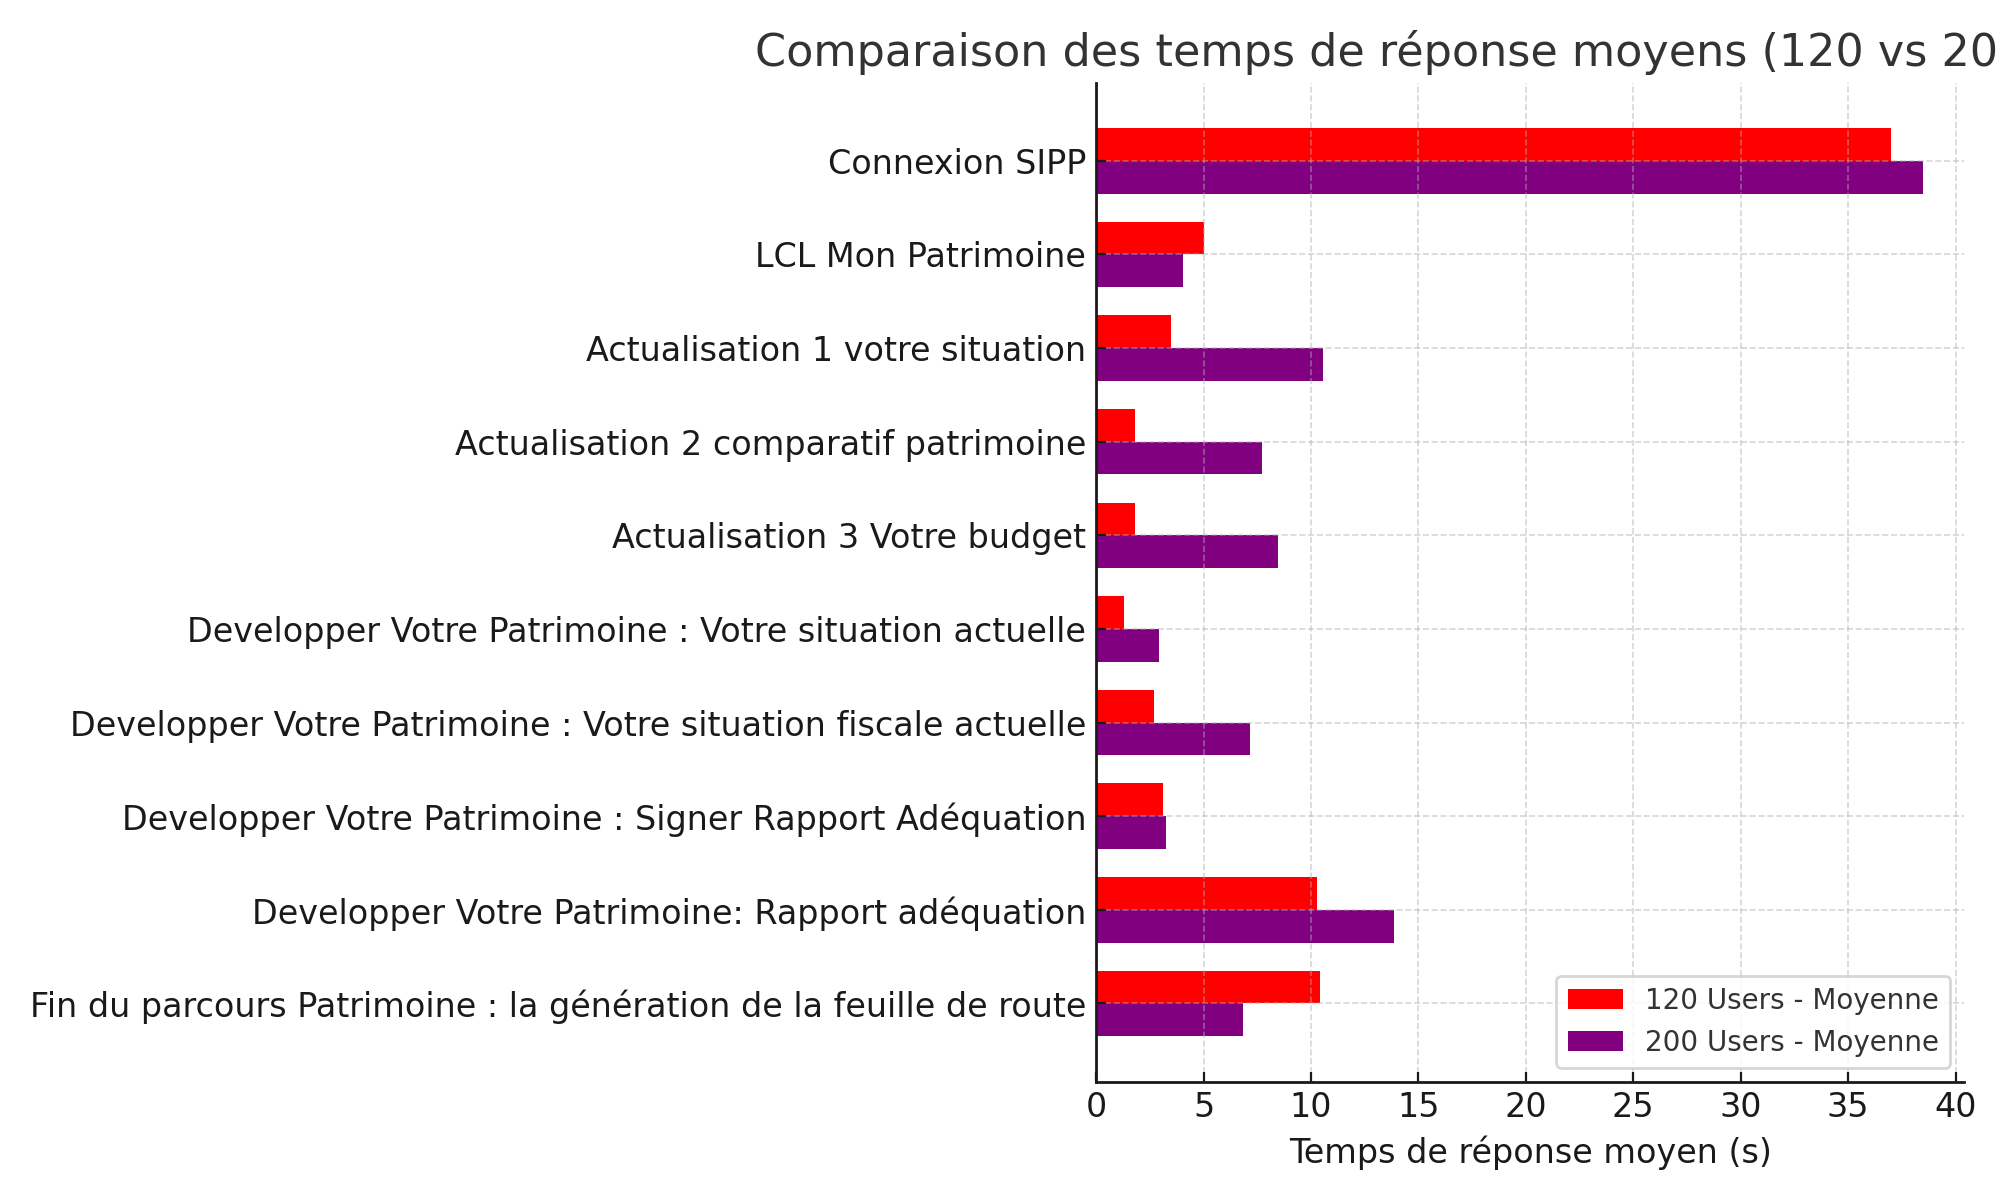 Comparaison des temps de réponse moyens (120 vs 20
Connexion SIPP
LCL Mon Patrimoine
Actualisation 1 votre situation
Actualisation 2 comparatif patrimoine
Actualisation 3 Votre budget
Developper Votre Patrimoine : Votre situation actuelle
Developper Votre Patrimoine : Votre situation fiscale actuelle
Developper Votre Patrimoine : Signer Rapport Adéquation
Developper Votre Patrimoine: Rapport adéquation
Fin du parcours Patrimoine : la génération de la feuille de route
120 Users - Moyenne
200 Users - Moyenne
0 5 10 15 20 25 30 35 40
Temps de réponse moyen (s)